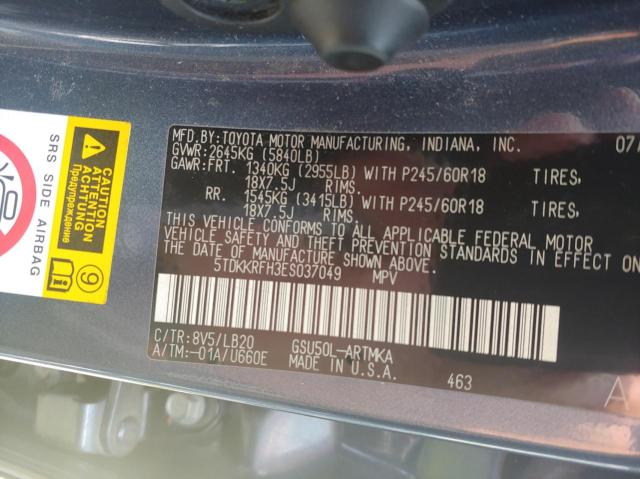 MFD.BY:TOYOTA MOTOR MANUFACTURING, INDIANA, INC. 07/
GVWR:2645KG (5840LB)
GAWR:FRT. 1340KG (2955LB) WITH P245/60R18 TIRES,
18X7.5J RIMS.
RR. 1545KG (3415LB) WITH P245/60R18 TIRES,
18X7.5J RIMS.
THIS VEHICLE CONFORMS TO ALL APPLICABLE FEDERAL MOTOR
VEHICLE SAFETY AND THEFT PREVENTION STANDARDS IN EFFECT ON
THE DATE OF MANUFACTURE SHOWN ABOVE.
5TDKKRFH3ES037049 MPV
C/TR:8V5/LB20 GSU50L-ARTMKA
A/TM:-01A/U660E MADE IN U.S.A. 463 A
SRS SIDE AIRBAG
CAUTION
ACHTUNG
Предупреждение
9